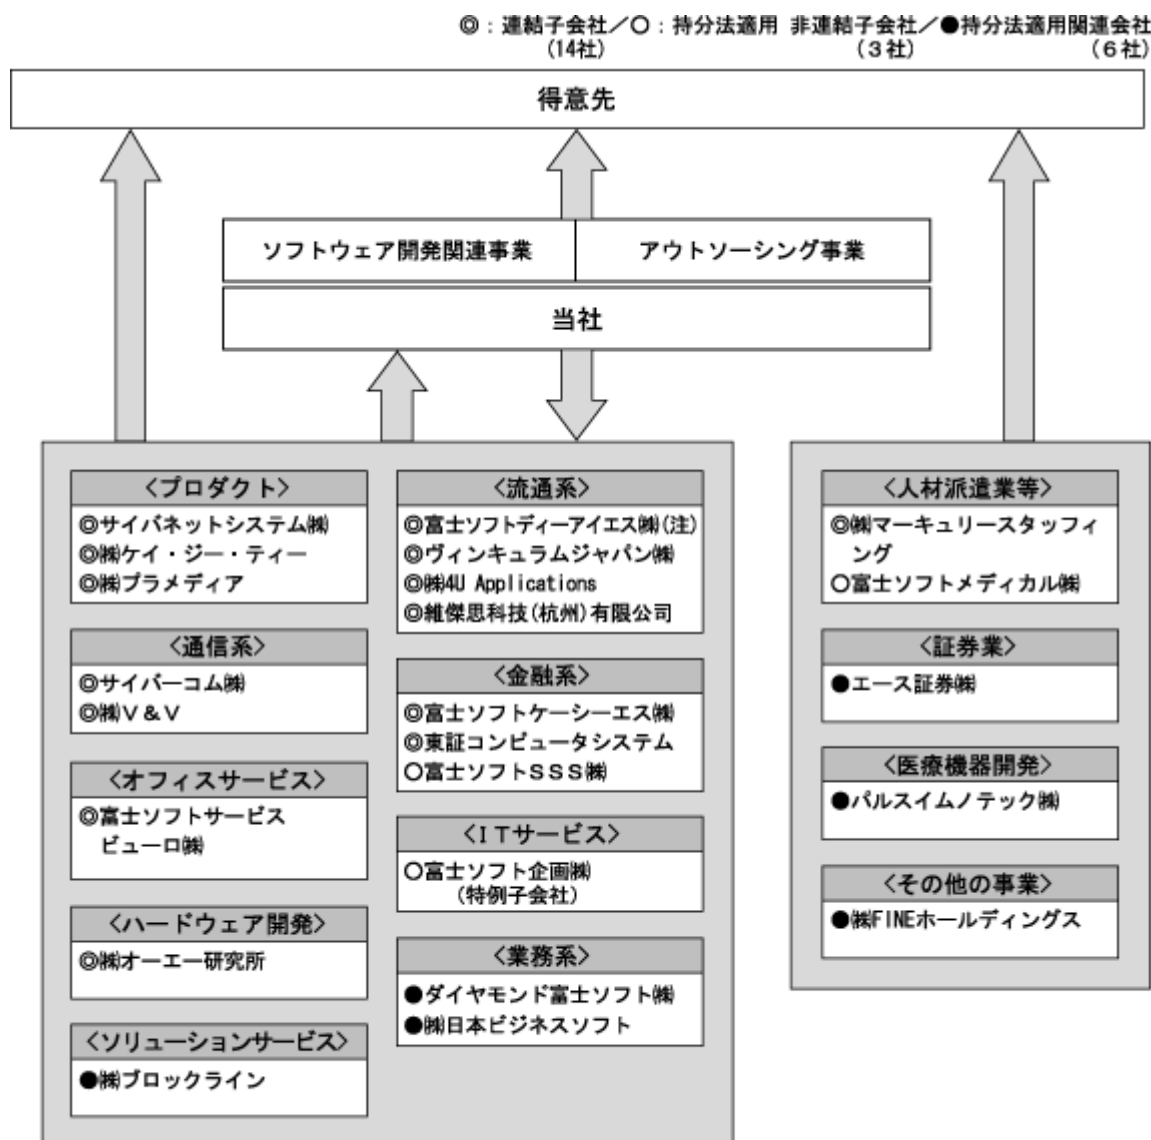 ◎：連結子会社／○：持分法適用 非連結子会社／●持分法適用関連会社
(14社) (3社) (6社)
得意先
ソフトウェア開発関連事業 アウトソーシング事業
当社
〈プロダクト〉
◎サイバネットシステム㈱
◎㈱ケイ・ジー・ティー
◎㈱プラメディア
〈通信系〉
◎サイバーコム㈱
◎㈱Ｖ＆Ｖ
〈オフィスサービス〉
◎富士ソフトサービス
ビューロ㈱
〈ハードウェア開発〉
◎㈱オーエー研究所
〈ソリューションサービス〉
●㈱ブロックライン
〈流通系〉
◎富士ソフトディーアイエス㈱(注)
◎ヴィンキュラムジャパン㈱
◎㈱4U Applications
◎維傑思科技(杭州)有限公司
〈金融系〉
◎富士ソフトケーシーエス㈱
◎東証コンピュータシステム
○富士ソフトＳＳＳ㈱
〈ＩＴサービス〉
○富士ソフト企画㈱
(特例子会社)
〈業務系〉
●ダイヤモンド富士ソフト㈱
●㈱日本ビジネスソフト
〈人材派遣業等〉
◎㈱マーキュリースタッフィ
ング
○富士ソフトメディカル㈱
〈証券業〉
●エース証券㈱
〈医療機器開発〉
●パルスイムノテック㈱
〈その他の事業〉
●㈱FINEホールディングス